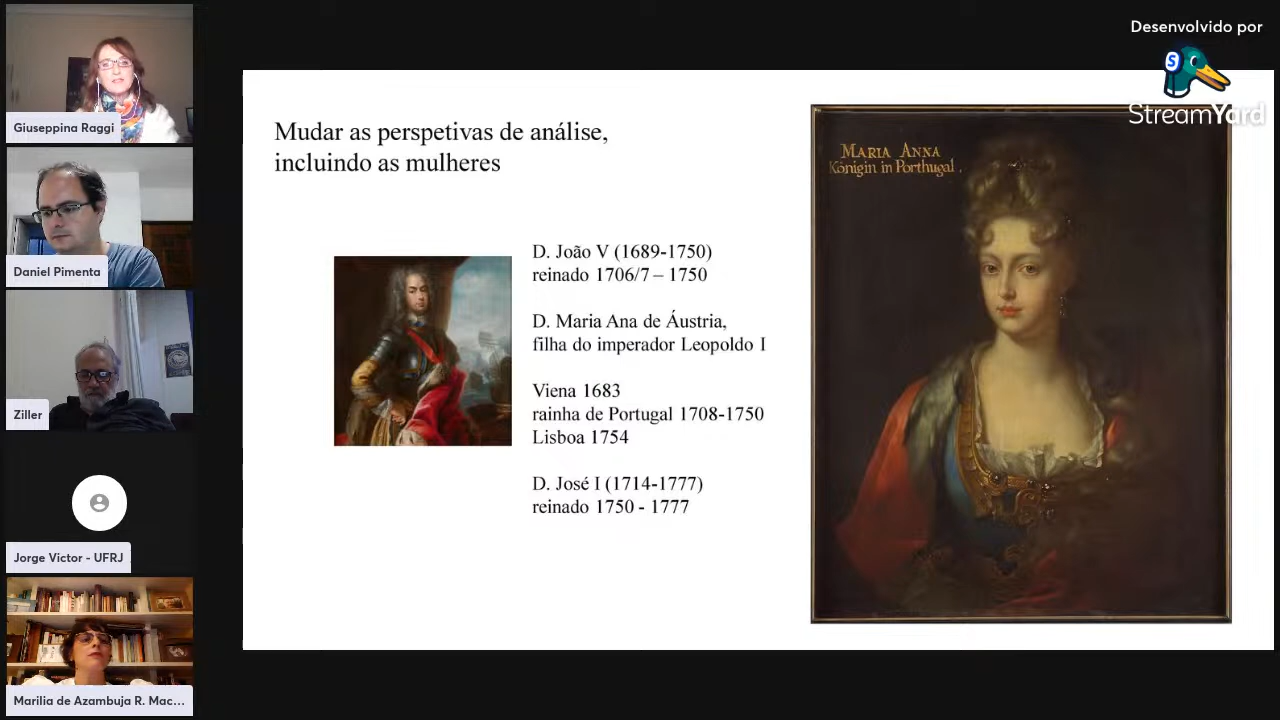 Desenvolvido por
StreamYard
Giuseppina Raggi
Daniel Pimenta
Ziller
Jorge Victor - UFRJ
Marilia de Azambuja R. Mac...
Mudar as perspetivas de análise,
incluindo as mulheres
D. João V (1689-1750)
reinado 1706/7 – 1750
D. Maria Ana de Áustria,
filha do imperador Leopoldo I
Viena 1683
rainha de Portugal 1708-1750
Lisboa 1754
D. José I (1714-1777)
reinado 1750 - 1777
MARIA ANNA
Königin in Porthugal .